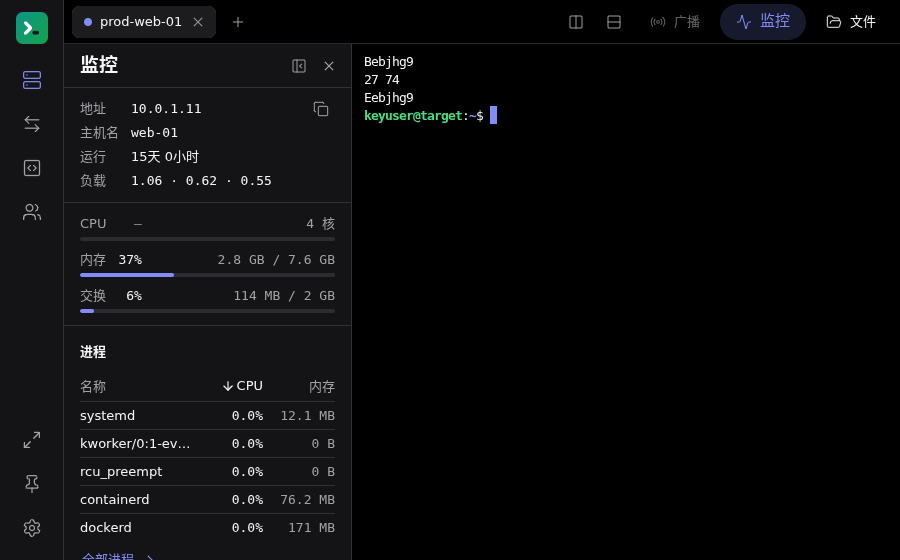 prod-web-01
广播
监控
文件
监控
地址 10.0.1.11
主机名 web-01
运行 15天 0小时
负载 1.06 · 0.62 · 0.55
CPU — 4 核
内存 37% 2.8 GB / 7.6 GB
交换 6% 114 MB / 2 GB
进程
名称 ↓ CPU 内存
systemd 0.0% 12.1 MB
kworker/0:1-ev... 0.0% 0 B
rcu_preempt 0.0% 0 B
containerd 0.0% 76.2 MB
dockerd 0.0% 171 MB
全部进程
Bebjhg9
27 74
Eebjhg9
keyuser@target:~$